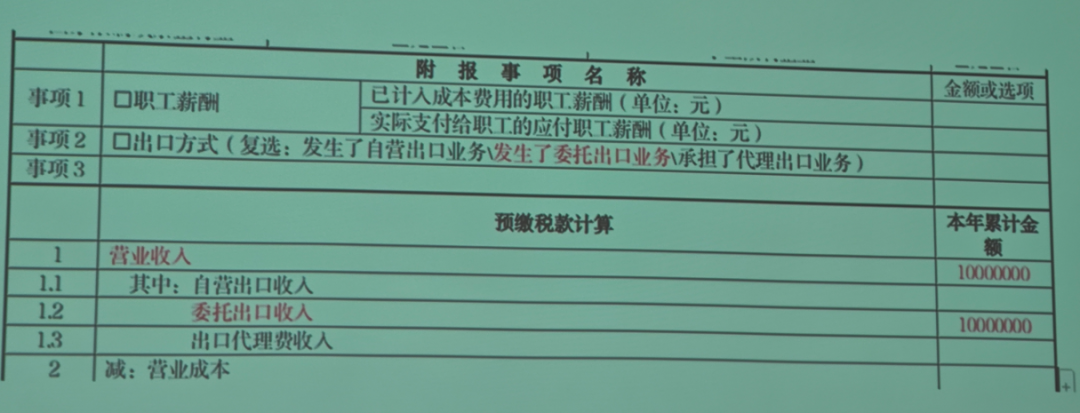 附报事项名称
金额或选项
事项1 □职工薪酬 已计入成本费用的职工薪酬（单位：元）
实际支付给职工的应付职工薪酬（单位：元）
事项2 □出口方式（复选：发生了自营出口业务\发生了委托出口业务\承担了代理出口业务）
事项3
预缴税款计算 本年累计金
额
1 营业收入 10000000
1.1 其中：自营出口收入
1.2 委托出口收入 10000000
1.3 出口代理费收入
2 减：营业成本